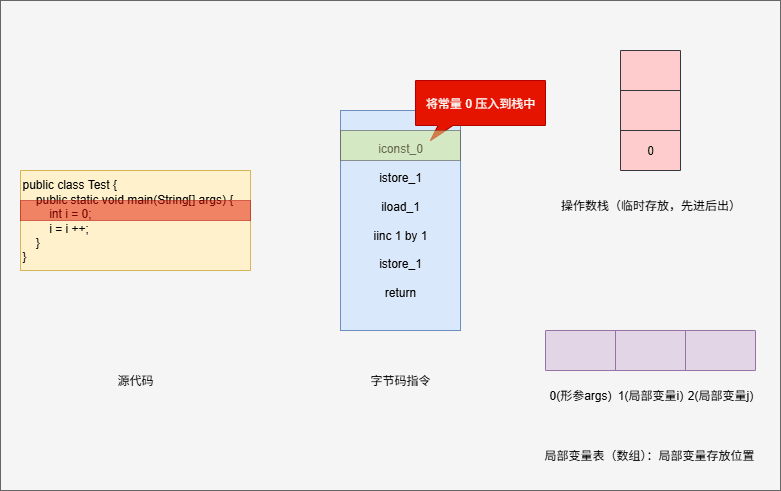 public class Test {
public static void main(String[] args) {
int i = 0;
i = i ++;
}
}
源代码
将常量 0 压入到栈中
iconst_0
istore_1
iload_1
iinc 1 by 1
istore_1
return
字节码指令
0
操作数栈（临时存放，先进后出）
0(形参args) 1(局部变量i) 2(局部变量j)
局部变量表（数组）：局部变量存放位置